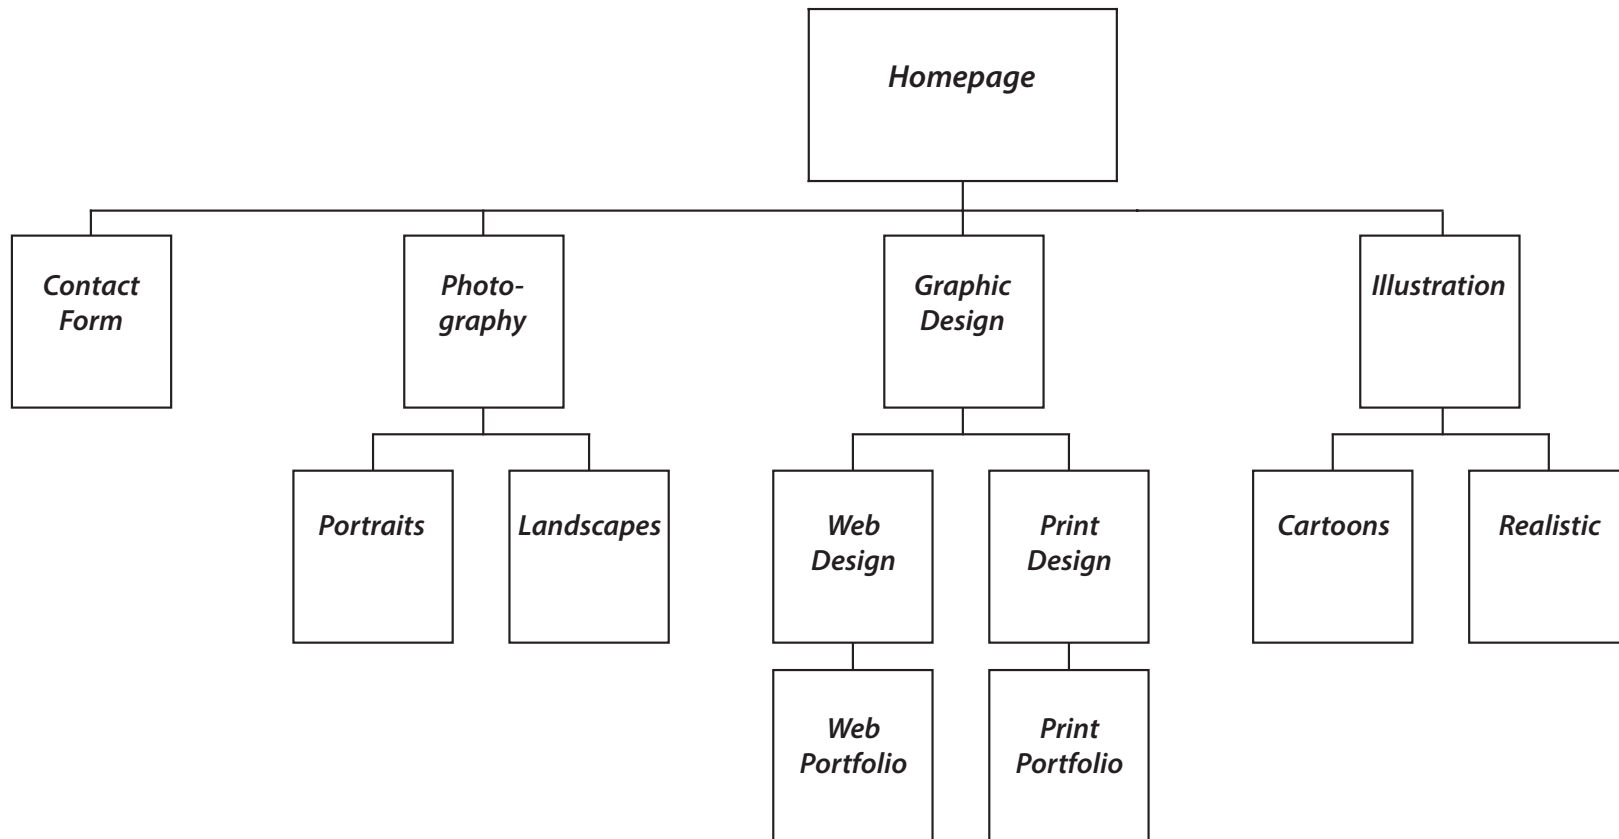 Homepage
Contact
Form
Photo-
graphy
Graphic
Design
Illustration
Portraits
Landscapes
Web
Design
Print
Design
Cartoons
Realistic
Web
Portfolio
Print
Portfolio